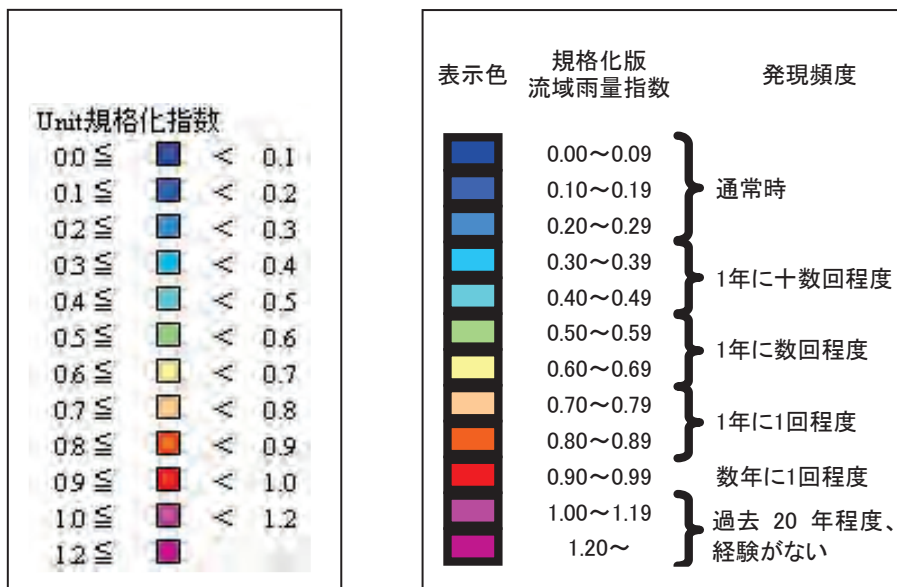 Unit規格化指数
0.0 ≦ < 0.1
0.1 ≦ < 0.2
0.2 ≦ < 0.3
0.3 ≦ < 0.4
0.4 ≦ < 0.5
0.5 ≦ < 0.6
0.6 ≦ < 0.7
0.7 ≦ < 0.8
0.8 ≦ < 0.9
0.9 ≦ < 1.0
1.0 ≦ < 1.2
1.2 ≦
表示色
規格化版
流域雨量指数
発現頻度
0.00～0.09
0.10～0.19
0.20～0.29
通常時
0.30～0.39
0.40～0.49
1年に十数回程度
0.50～0.59
0.60～0.69
1年に数回程度
0.70～0.79
0.80～0.89
1年に1回程度
0.90～0.99
数年に1回程度
1.00～1.19
1.20～
過去 20 年程度、
経験がない